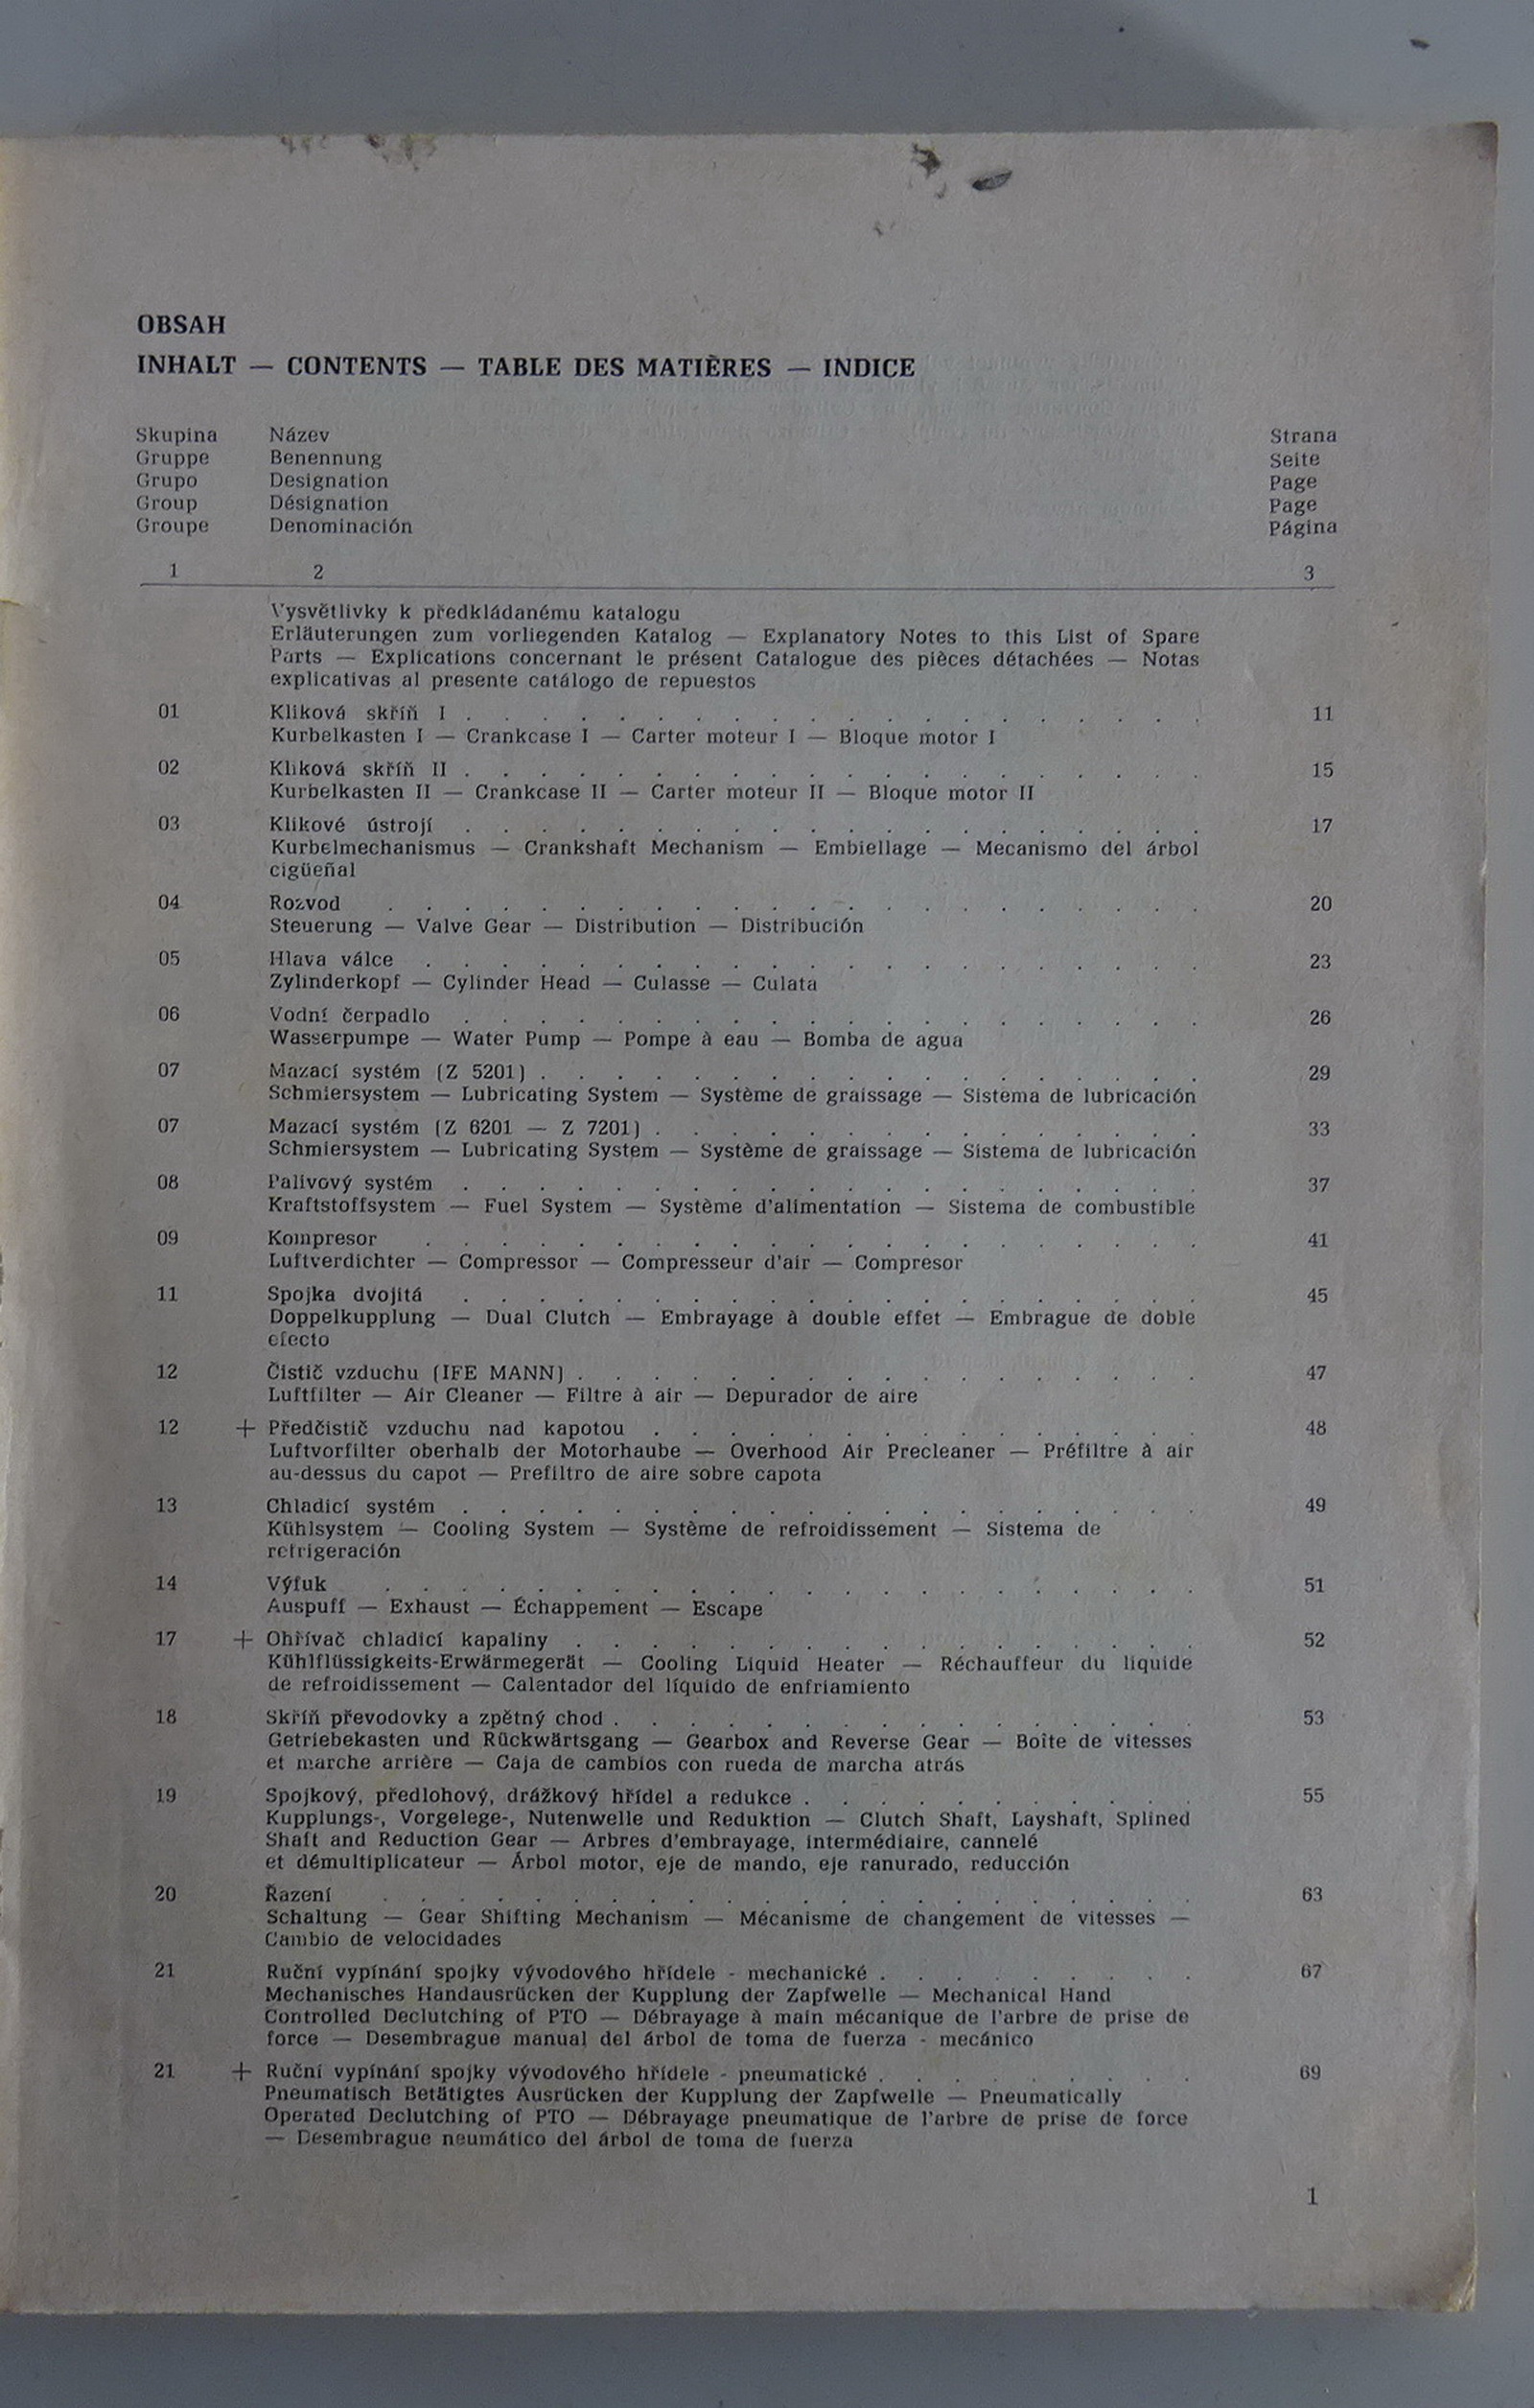 OBSAH
INHALT — CONTENTS — TABLE DES MATIÈRES — INDICE
Skupina Název Strana
Gruppe Benennung Seite
Grupo Designation Page
Group Désignation Page
Groupe Denominación Página
1 2 3
Vysvětlivky k předkládanému katalogu
Erläuterungen zum vorliegenden Katalog — Explanatory Notes to this List of Spare
Parts — Explications concernant le présent Catalogue des pièces détachées — Notas
explicativas al presente catálogo de repuestos
01 Kliková skříň I . . . . . . . . . . . . . . . . . . . . 11
Kurbelkasten I — Crankcase I — Carter moteur I — Bloque motor I
02 Kliková skříň II . . . . . . . . . . . . . . . . . . . . 15
Kurbelkasten II — Crankcase II — Carter moteur II — Bloque motor II
03 Klikové ústrojí . . . . . . . . . . . . . . . . . . . . 17
Kurbelmechanismus — Crankshaft Mechanism — Embiellage — Mecanismo del árbol
cigüeñal
04 Rozvod . . . . . . . . . . . . . . . . . . . . . . 20
Steuerung — Valve Gear — Distribution — Distribución
05 Hlava válce . . . . . . . . . . . . . . . . . . . . . 23
Zylinderkopf — Cylinder Head — Culasse — Culata
06 Vodní čerpadlo . . . . . . . . . . . . . . . . . . . . 26
Wasserpumpe — Water Pump — Pompe à eau — Bomba de agua
07 Mazací systém (Z 5201) . . . . . . . . . . . . . . . . . . 29
Schmiersystem — Lubricating System — Système de graissage — Sistema de lubricación
07 Mazací systém (Z 6201 — Z 7201) . . . . . . . . . . . . . . . 33
Schmiersystem — Lubricating System — Système de graissage — Sistema de lubricación
08 Palivový systém . . . . . . . . . . . . . . . . . . . . 37
Kraftstoffsystem — Fuel System — Système d'alimentation — Sistema de combustible
09 Kompresor . . . . . . . . . . . . . . . . . . . . . 41
Luftverdichter — Compressor — Compresseur d'air — Compresor
11 Spojka dvojitá . . . . . . . . . . . . . . . . . . . . 45
Doppelkupplung — Dual Clutch — Embrayage à double effet — Embrague de doble
efecto
12 Čistič vzduchu (IFE MANN) . . . . . . . . . . . . . . . . . 47
Luftfilter — Air Cleaner — Filtre à air — Depurador de aire
12 + Předčistič vzduchu nad kapotou . . . . . . . . . . . . . . . 48
Luftvorfilter oberhalb der Motorhaube — Overhood Air Precleaner — Préfiltre à air
au-dessus du capot — Prefiltro de aire sobre capota
13 Chladicí systém . . . . . . . . . . . . . . . . . . . . 49
Kühlsystem — Cooling System — Système de refroidissement — Sistema de
refrigeración
14 Výfuk . . . . . . . . . . . . . . . . . . . . . . 51
Auspuff — Exhaust — Échappement — Escape
17 + Ohřívač chladicí kapaliny . . . . . . . . . . . . . . . . . 52
Kühlflüssigkeits-Erwärmegerät — Cooling Liquid Heater — Réchauffeur du liquide
de refroidissement — Calentador del líquido de enfriamiento
18 Skříň převodovky a zpětný chod . . . . . . . . . . . . . . . . 53
Getriebekasten und Rückwärtsgang — Gearbox and Reverse Gear — Boîte de vitesses
et marche arrière — Caja de cambios con rueda de marcha atrás
19 Spojkový, předlohový, drážkový hřídel a redukce . . . . . . . . . . . 55
Kupplungs-, Vorgelege-, Nutenwelle und Reduktion — Clutch Shaft, Layshaft, Splined
Shaft and Reduction Gear — Arbres d'embrayage, intermédiaire, cannelé
et démultiplicateur — Árbol motor, eje de mando, eje ranurado, reducción
20 Řazení . . . . . . . . . . . . . . . . . . . . . . 63
Schaltung — Gear Shifting Mechanism — Mécanisme de changement de vitesses —
Cambio de velocidades
21 Ruční vypínání spojky vývodového hřídele - mechanické . . . . . . . . . 67
Mechanisches Handausrücken der Kupplung der Zapfwelle — Mechanical Hand
Controlled Declutching of PTO — Débrayage à main mécanique de l'arbre de prise de
force — Desembrague manual del árbol de toma de fuerza - mecánico
21 + Ruční vypínání spojky vývodového hřídele - pneumatické . . . . . . . . . 69
Pneumatisch Betätigtes Ausrücken der Kupplung der Zapfwelle — Pneumatically
Operated Declutching of PTO — Débrayage pneumatique de l'arbre de prise de force
— Desembrague neumático del árbol de toma de fuerza
1